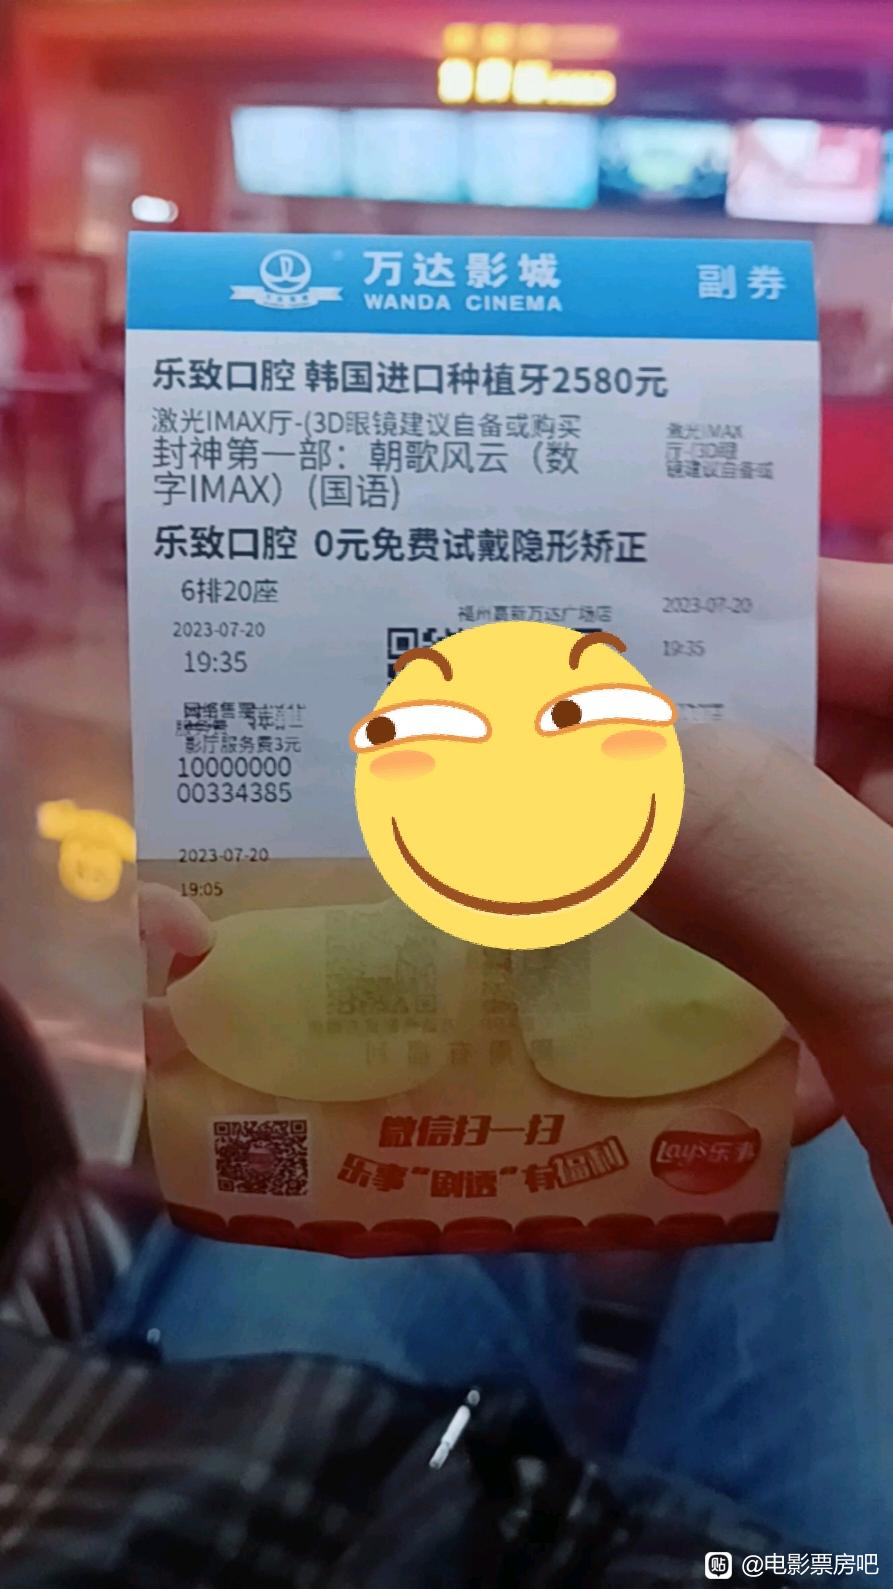 万达影城
WANDA CINEMA
副券
乐致口腔 韩国进口种植牙2580元
激光IMAX厅-(3D眼镜建议自备或购买
激光IMAX
厅-(3D眼
镜建议自备或
封神第一部：朝歌风云（数
字IMAX）(国语)
乐致口腔 0元免费试戴隐形矫正
6排20座
福州高新万达广场店
2023-07-20
2023-07-20
19:35
19:35
影厅服务费3元
10000000
00334385
2023-07-20
19:05
微信扫一扫
乐事"剧透"有福利
Lay's乐事
贴 @电影票房吧